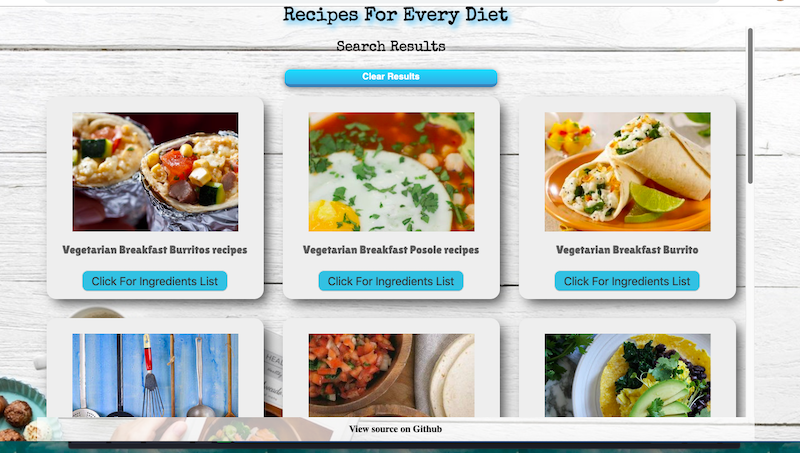 Recipes For Every Diet
Search Results
Clear Results
Vegetarian Breakfast Burritos recipes
Vegetarian Breakfast Posole recipes
Vegetarian Breakfast Burrito
Click For Ingredients List
Click For Ingredients List
Click For Ingredients List
View source on Github